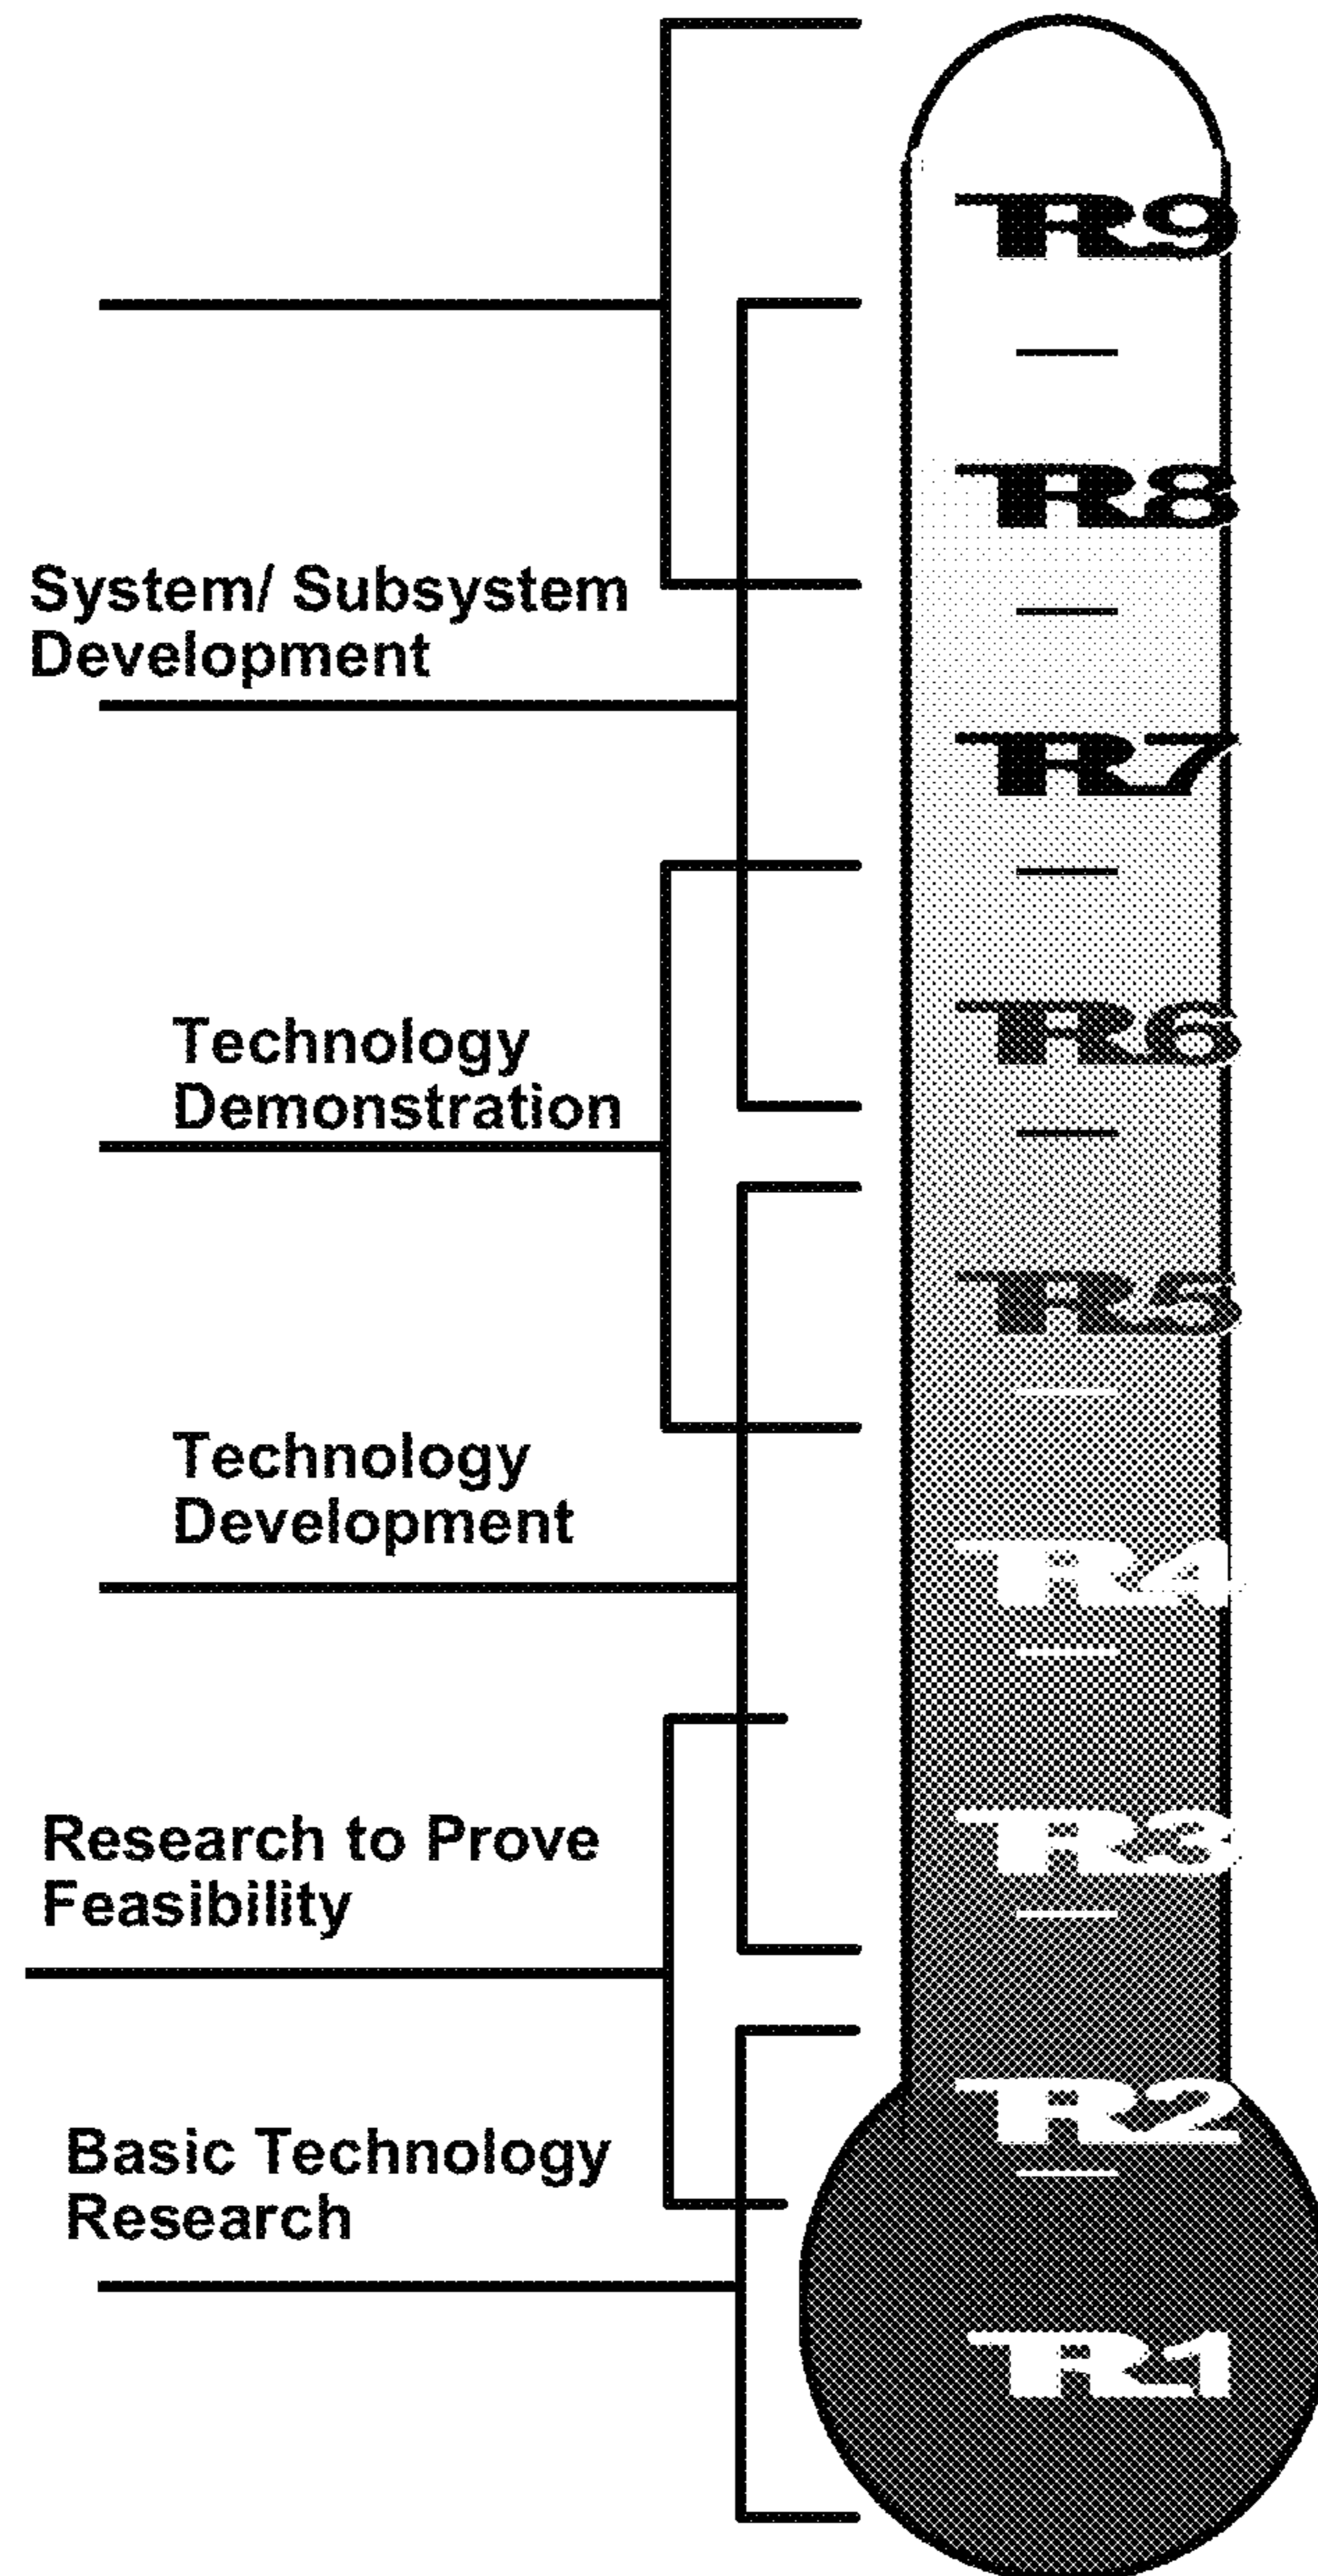 TR9
TR8
System/ Subsystem
Development
TR7
Technology
Demonstration
TR6
TR5
Technology
Development
TR4
Research to Prove
Feasibility
TR3
Basic Technology
Research
TR2
TR1